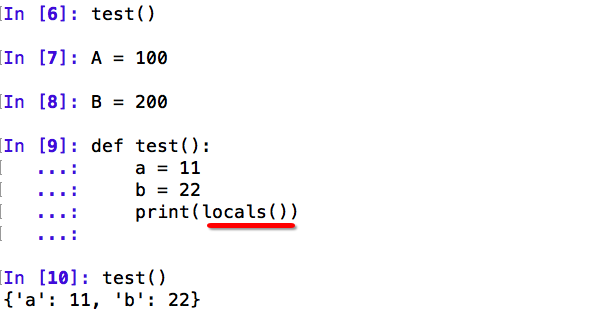 In [6]: test()
In [7]: A = 100
In [8]: B = 200
In [9]: def test():
   ...:     a = 11
   ...:     b = 22
   ...:     print(locals())
   ...:
In [10]: test()
{'a': 11, 'b': 22}